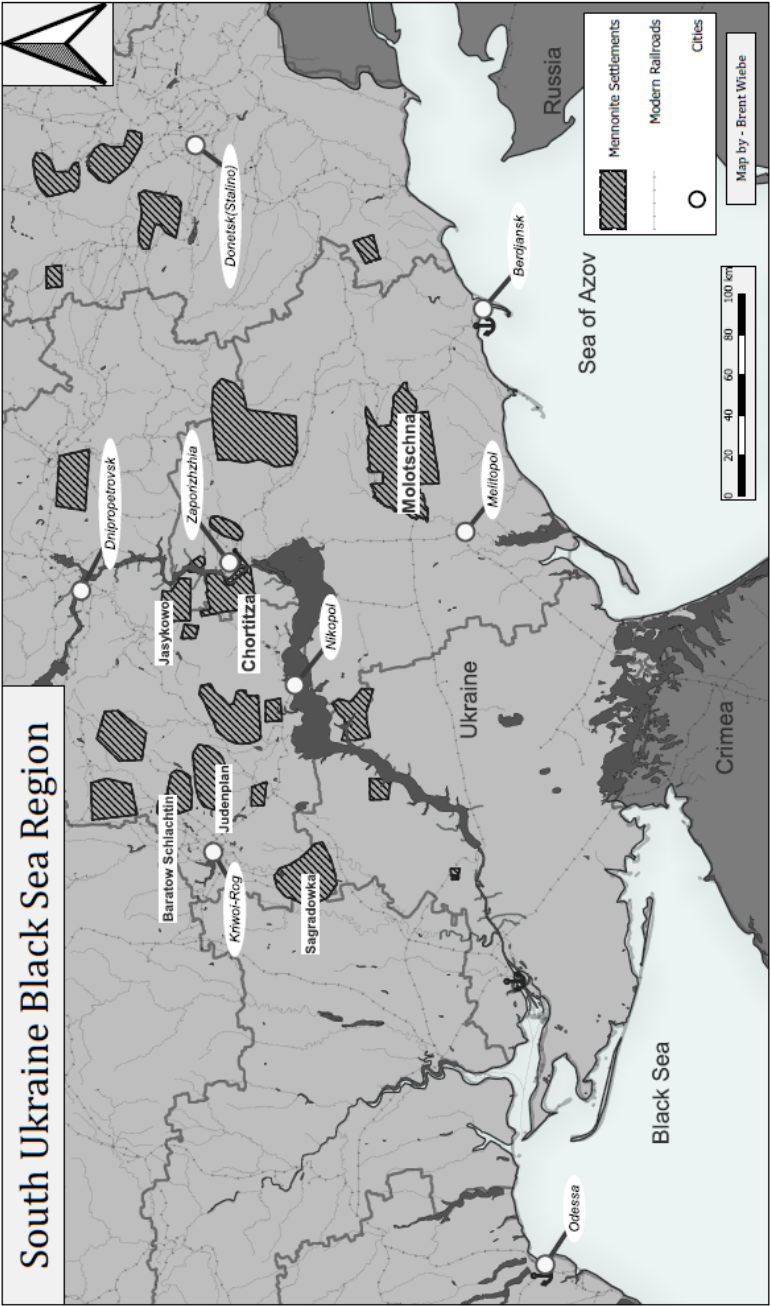 South Ukraine Black Sea Region
Dnipropetrovsk
Jasykowo
Zaporizhzhia
Baratow Schlachtin
Judenplan
Kriwoi-Rog
Chortitza
Donetsk(Stalino)
Sagradowka
Nikopol
Molotschna
Melitopol
Ukraine
Berdjansk
Russia
Sea of Azov
Odessa
Black Sea
Crimea
Mennonite Settlements
Modern Railroads
Cities
0 20 40 60 80 100 km
Map by - Brent Wiebe